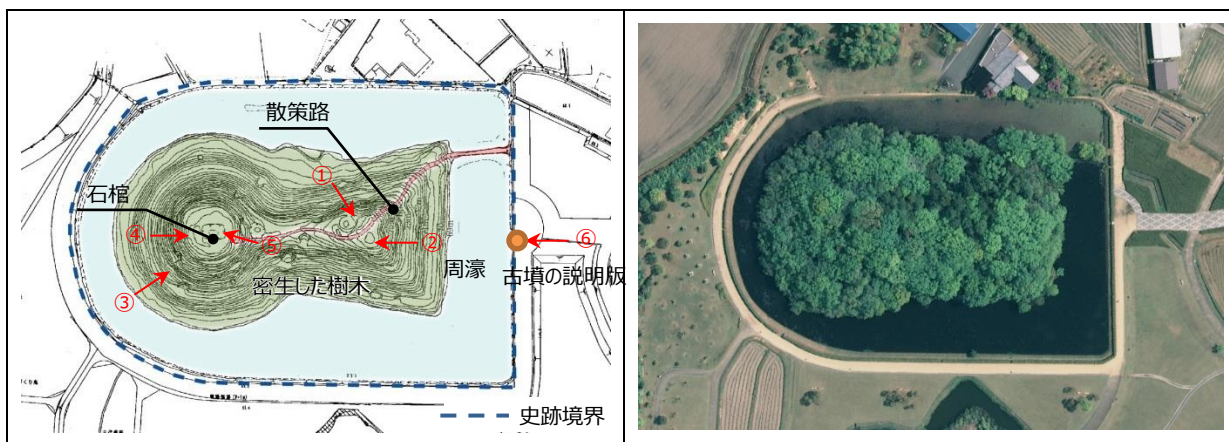 散策路
①
石棺
④
⑤
②
⑥
周濠
古墳の説明版
③
密生した樹木
史跡境界